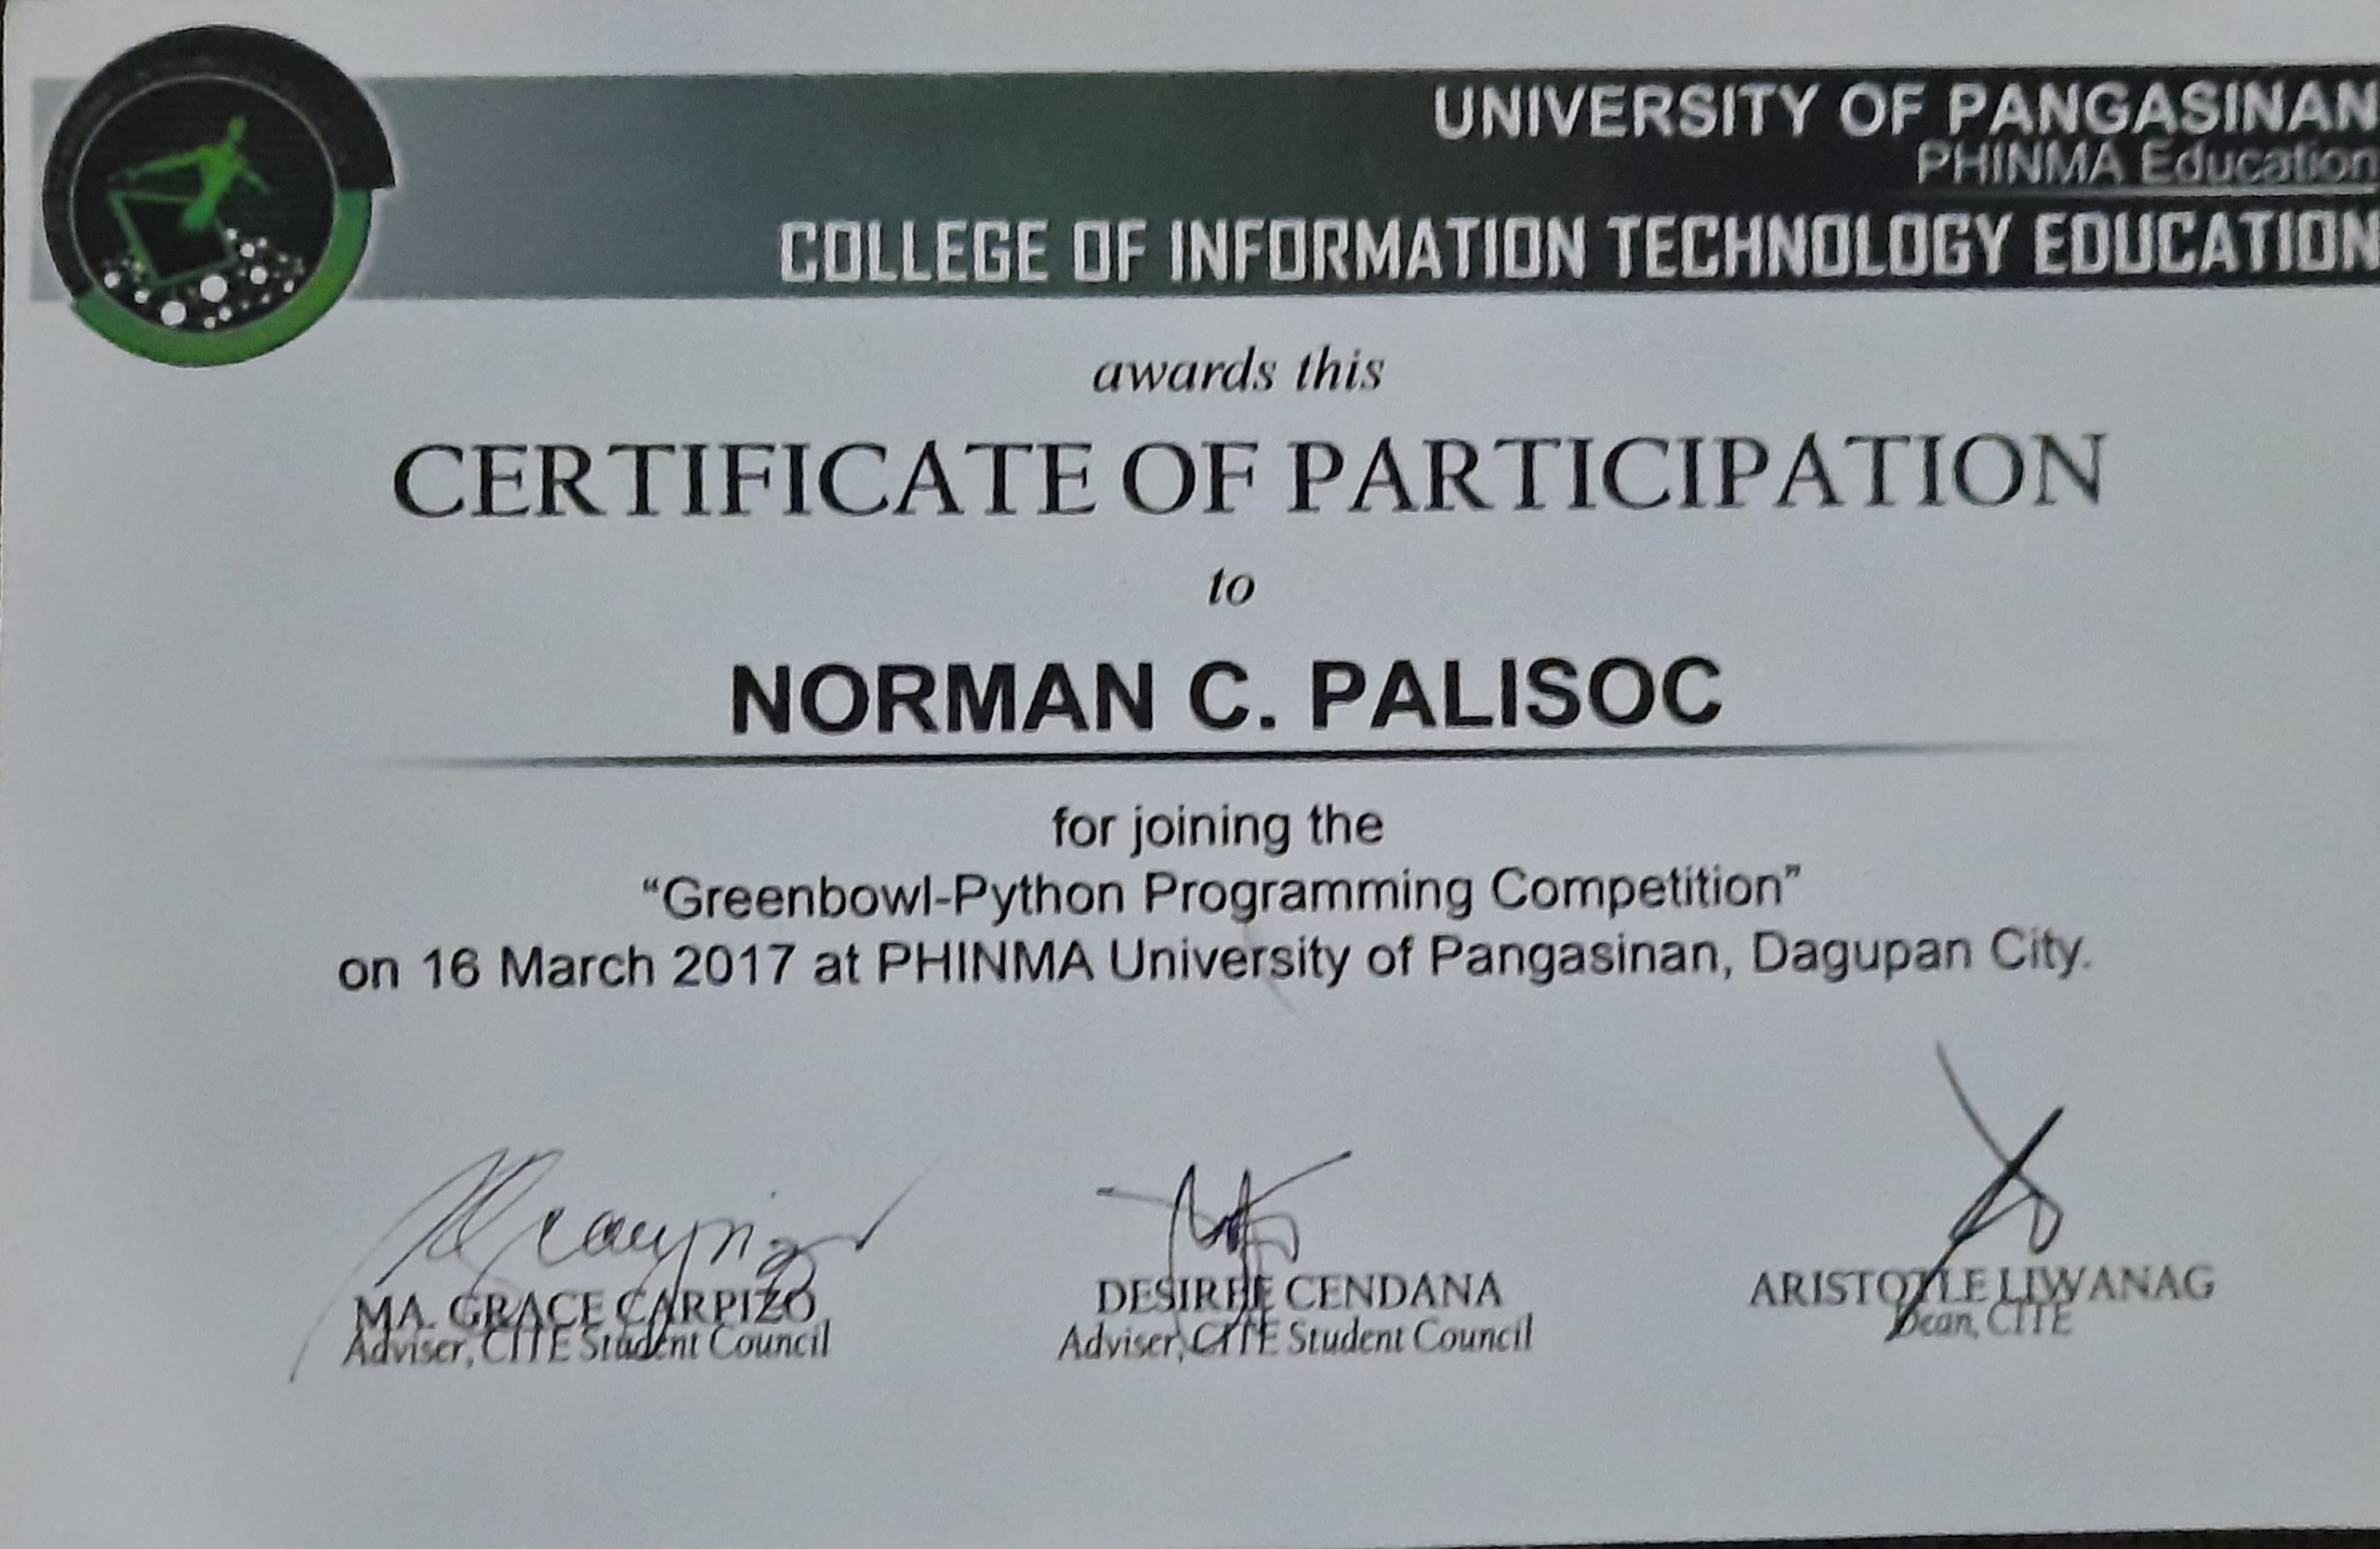 UNIVERSITY OF PANGASINAN
PHINMA Education
COLLEGE OF INFORMATION TECHNOLOGY EDUCATION
awards this
CERTIFICATE OF PARTICIPATION
to
NORMAN C. PALISOC
for joining the
“Greenbowl-Python Programming Competition”
on 16 March 2017 at PHINMA University of Pangasinan, Dagupan City.
MA. GRACE CARPIZO
Adviser, CITE Student Council
DESIREE CENDANA
Adviser, CITE Student Council
ARISTOTLE LIWANAG
Dean, CITE